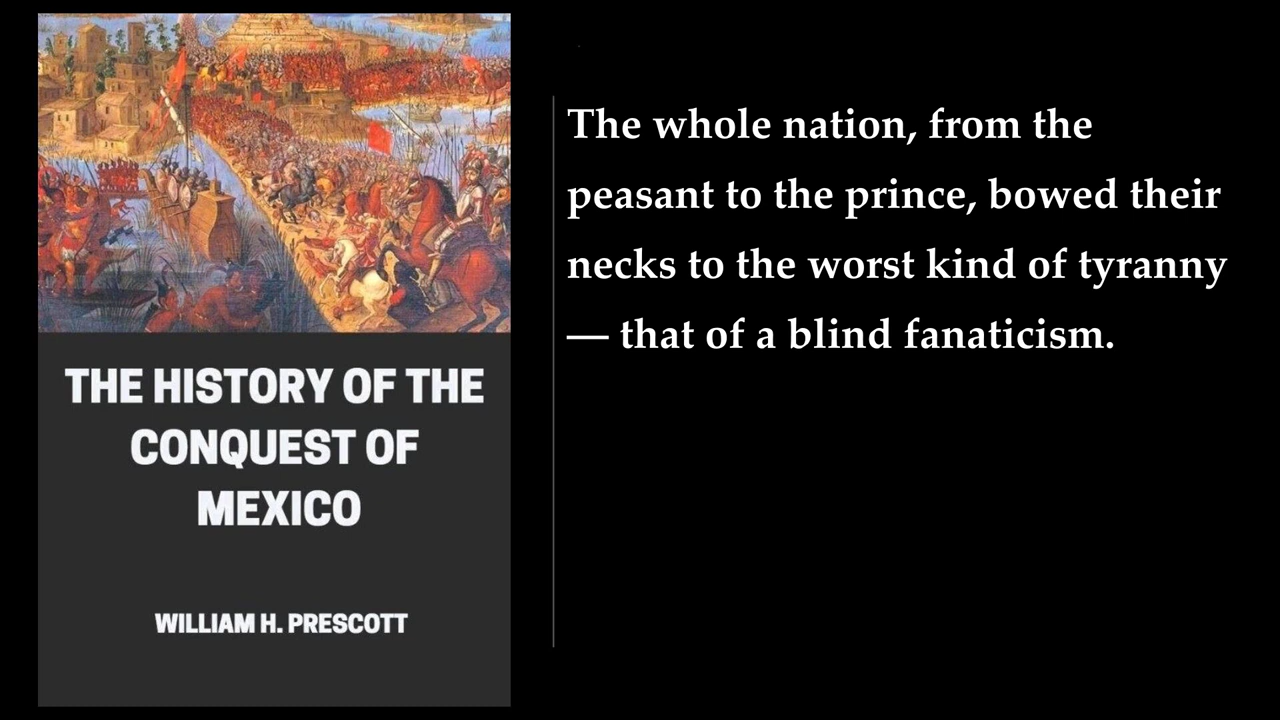 THE HISTORY OF THE
CONQUEST OF
MEXICO
WILLIAM H. PRESCOTT
The whole nation, from the
peasant to the prince, bowed their
necks to the worst kind of tyranny
— that of a blind fanaticism.